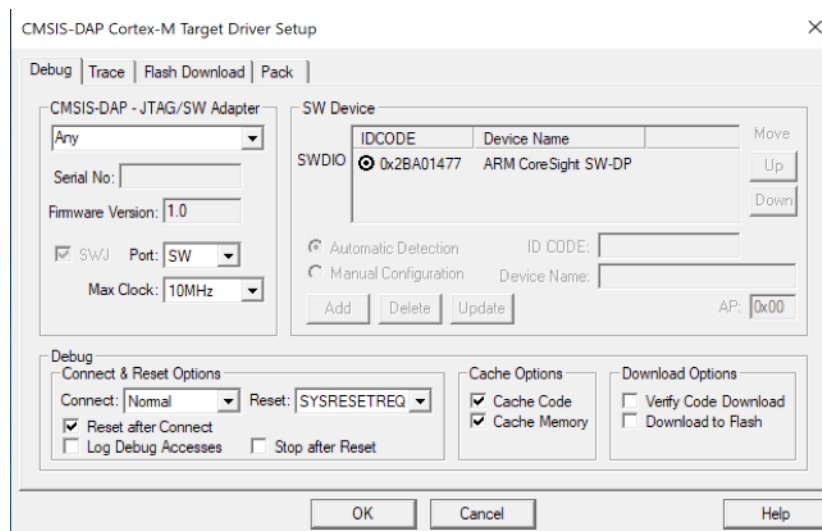 CMSIS-DAP Cortex-M Target Driver Setup
Debug Trace Flash Download Pack
CMSIS-DAP - JTAG/SW Adapter
Any
Serial No:
Firmware Version: 1.0
SWJ Port: SW
Max Clock: 10MHz
SW Device
IDCODE Device Name
SWDIO 0x2BA01477 ARM CoreSight SW-DP
Move
Up
Down
Automatic Detection ID CODE:
Manual Configuration Device Name:
Add Delete Update AP: 0x00
Debug
Connect & Reset Options
Connect: Normal Reset: SYSRESETREQ
Reset after Connect
Log Debug Accesses Stop after Reset
Cache Options
Cache Code
Cache Memory
Download Options
Verify Code Download
Download to Flash
OK Cancel Help